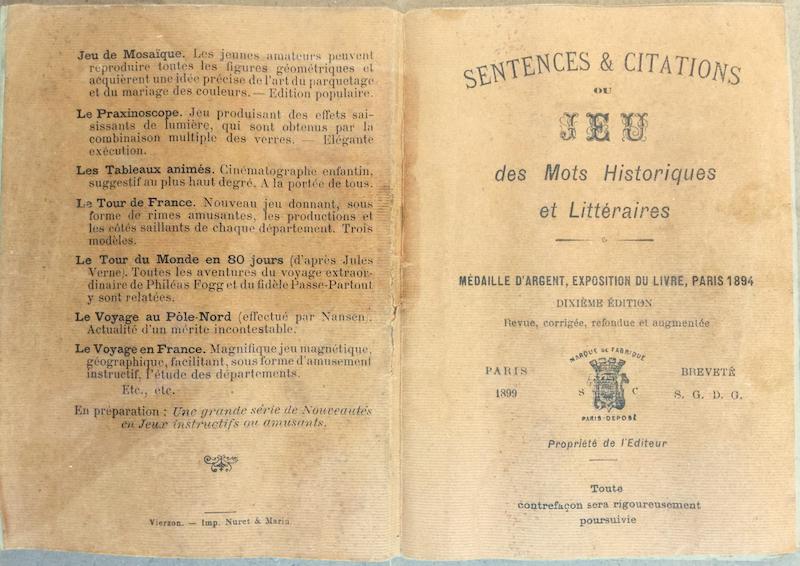 Jeu de Mosaïque. Les jeunes amateurs peuvent
reproduire toutes les figures géométriques et
acquièrent une idée précise de l'art du parquetage
et du mariage des couleurs. — Edition populaire.
Le Praxinoscope. Jeu produisant des effets sai-
sissants de lumière, qui sont obtenus par la
combinaison multiple des verres. — Elégante
exécution.
Les Tableaux animés. Cinématographe enfantin,
suggestif au plus haut degré. A la portée de tous.
Le Tour de France. Nouveau jeu donnant, sous
forme de rimes amusantes, les productions et
les côtés saillants de chaque département. Trois
modèles.
Le Tour du Monde en 80 jours (d'après Jules
Verne). Toutes les aventures du voyage extraor-
dinaire de Philéas Fogg et du fidèle Passe-Partout
y sont relatées.
Le Voyage au Pôle-Nord (effectué par Nansen).
Actualité d'un mérite incontestable.
Le Voyage en France. Magnifique jeu magnétique,
géographique, facilitant, sous forme d'amusement
instructif, l'étude des départements.
Etc., etc.
En préparation : Une grande série de Nouveautés
en Jeux instructifs ou amusants.
Vierzon. — Imp. Nuret & Marin.
SENTENCES & CITATIONS
OU
JEU
des Mots Historiques
et Littéraires
MÉDAILLE D'ARGENT, EXPOSITION DU LIVRE, PARIS 1894
DIXIÈME ÉDITION
Revue, corrigée, refondue et augmentée
MARQUE DE FABRIQUE
PARIS
BREVETÉ
1899
S C
S. G. D. G.
PARIS-DÉPOSÉ
Propriété de l'Editeur
Toute
contrefaçon sera rigoureusement
poursuivie